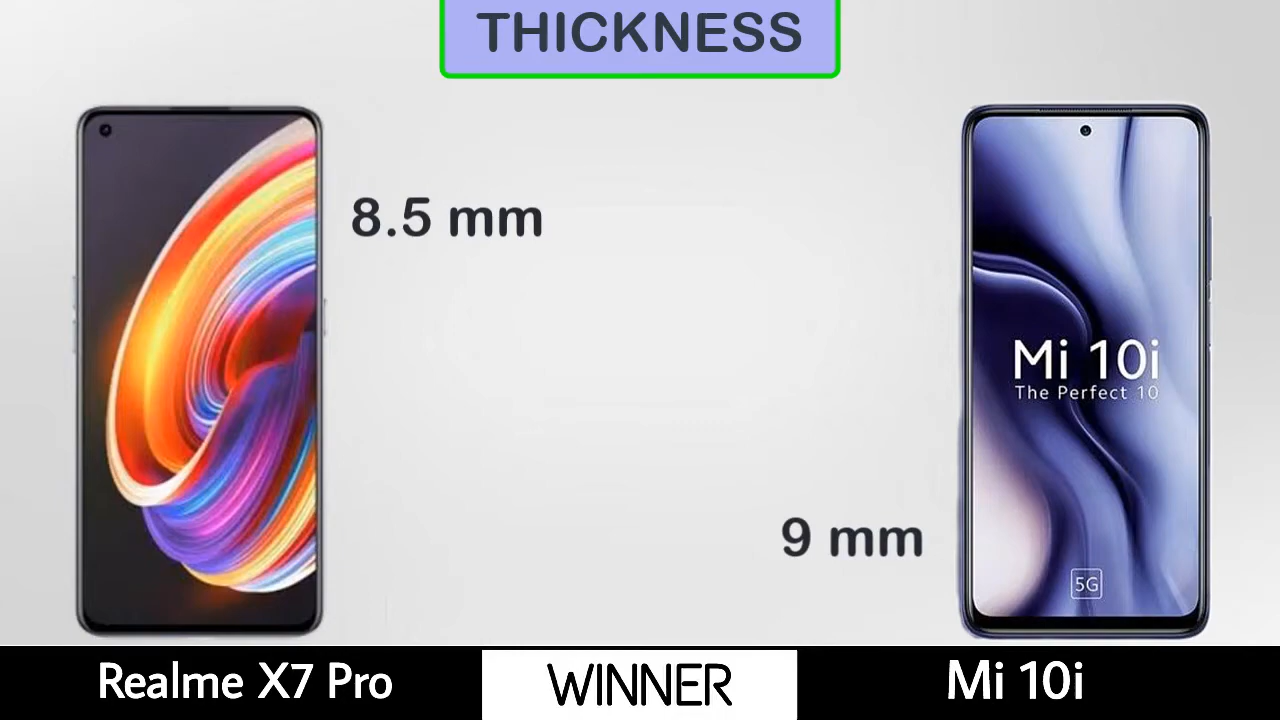 THICKNESS
8.5 mm
Mi 10i
The Perfect 10
9 mm
5G
Realme X7 Pro
WINNER
Mi 10i